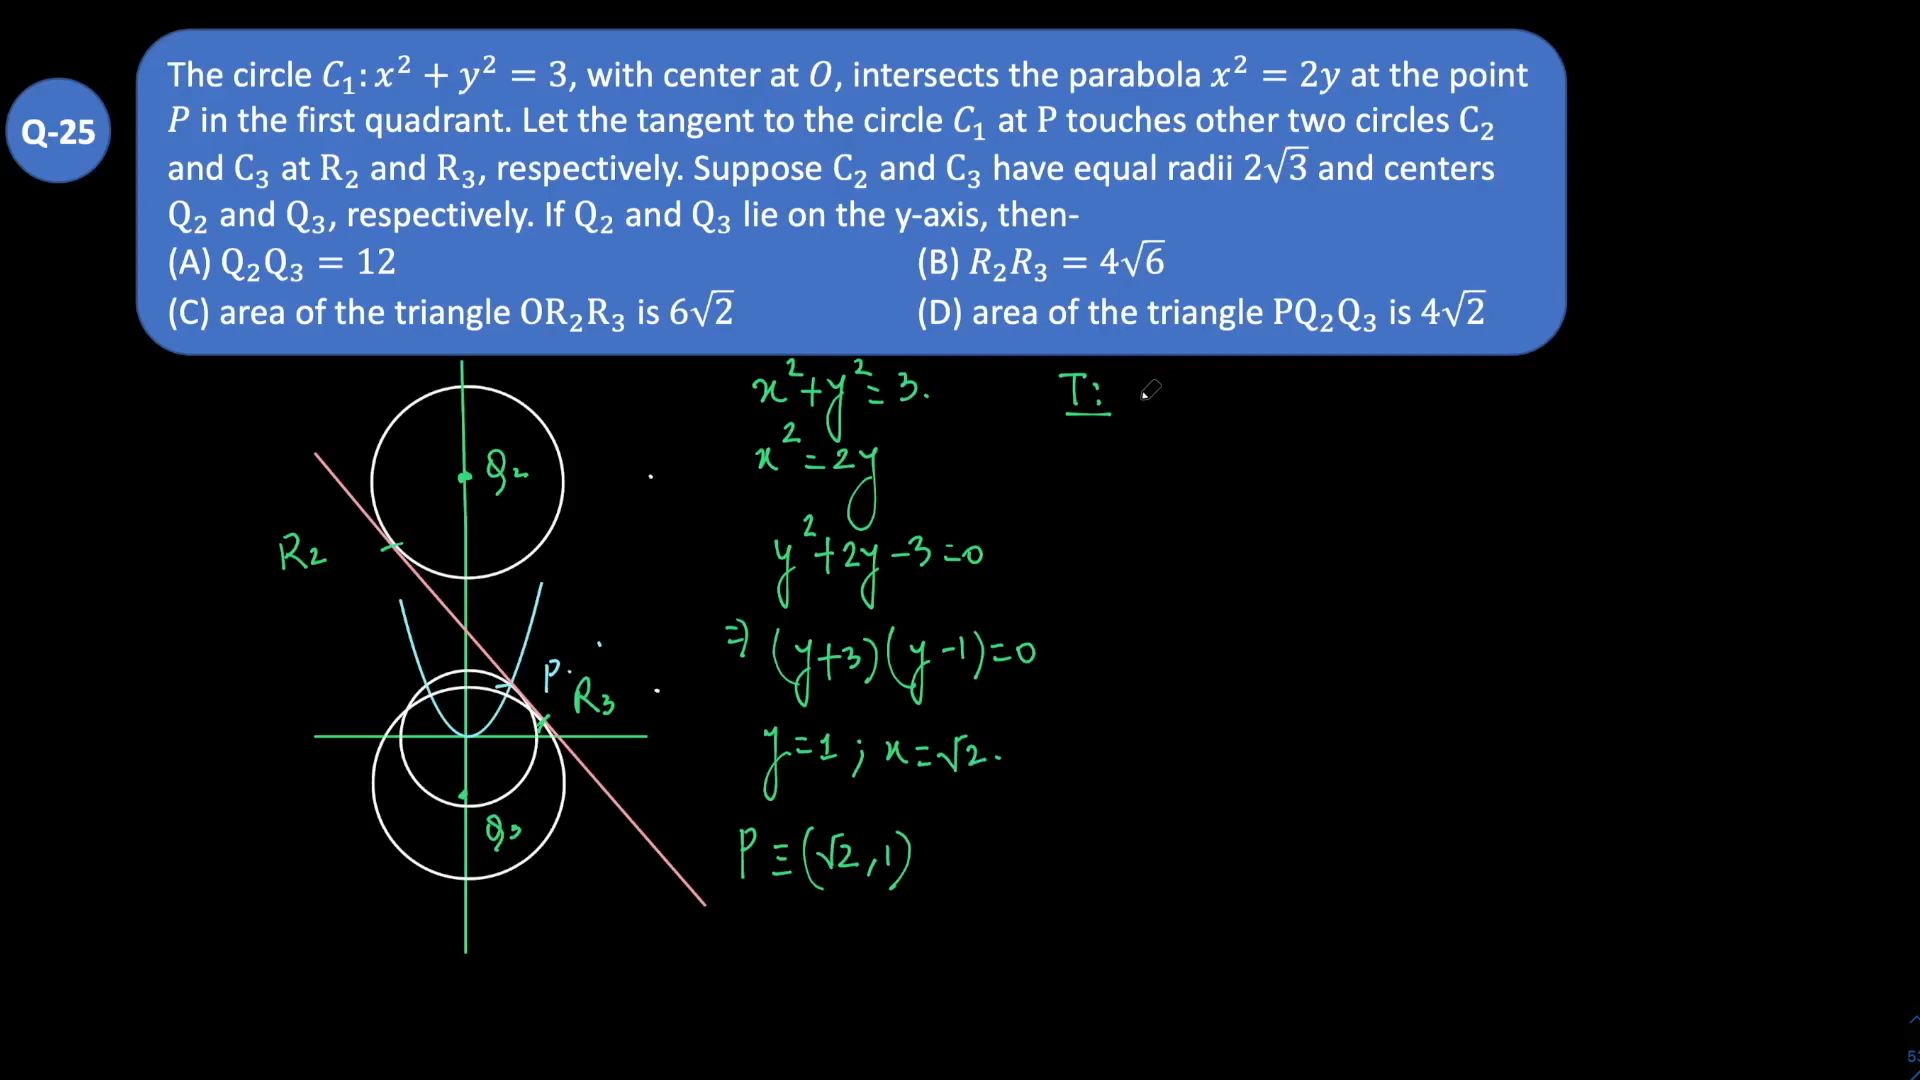 Q-25
The circle C₁: x² + y² = 3, with center at O, intersects the parabola x² = 2y at the point
P in the first quadrant. Let the tangent to the circle C₁ at P touches other two circles C₂
and C₃ at R₂ and R₃, respectively. Suppose C₂ and C₃ have equal radii 2√3 and centers
Q₂ and Q₃, respectively. If Q₂ and Q₃ lie on the y-axis, then-
(A) Q₂Q₃ = 12 (B) R₂R₃ = 4√6
(C) area of the triangle OR₂R₃ is 6√2 (D) area of the triangle PQ₂Q₃ is 4√2
x² + y² = 3. T:
x² = 2y
Q₂
y² + 2y - 3 = 0
R₂
⇒ (y+3)(y-1) = 0
P.
R₃
y = 1 ; x = √2.
Q₃
P ≡ (√2, 1)